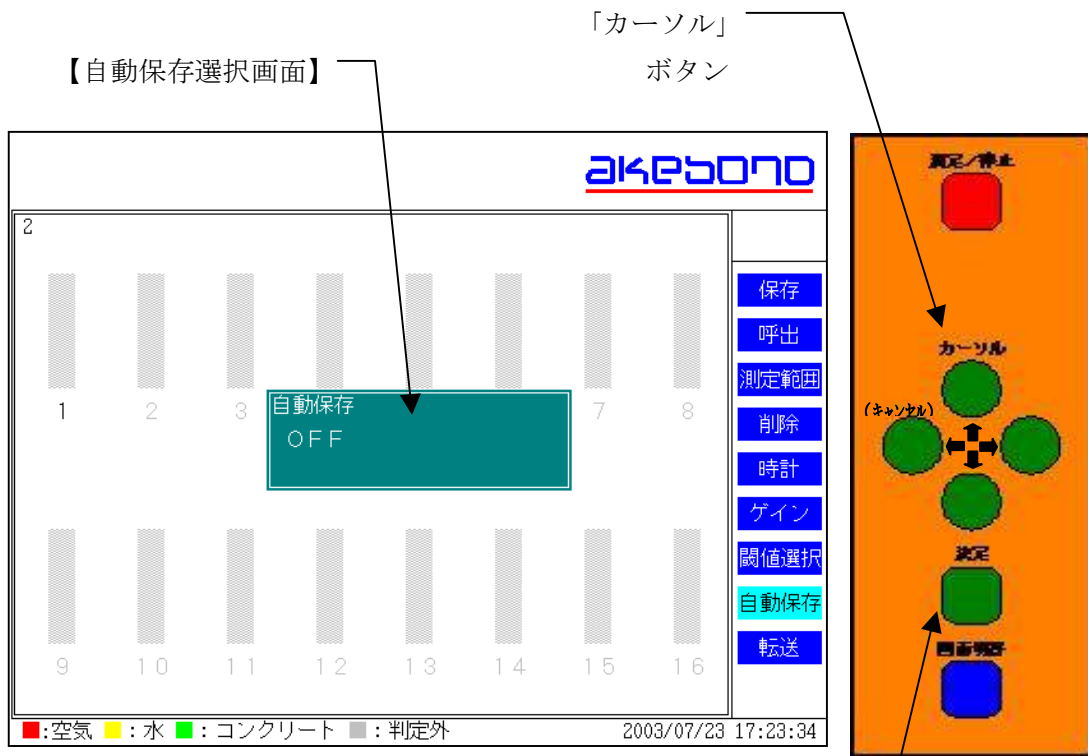 「カーソル」
ボタン
【自動保存選択画面】
akebono
2
保存
呼出
測定範囲
削除
時計
ゲイン
閾値選択
自動保存
転送
1 2 3 7 8
自動保存
OFF
9 10 11 12 13 14 15 16
■:空気 ■:水 ■:コンクリート ■:判定外
2003/07/23 17:23:34
測定/停止
カーソル
(キャンセル)
決定